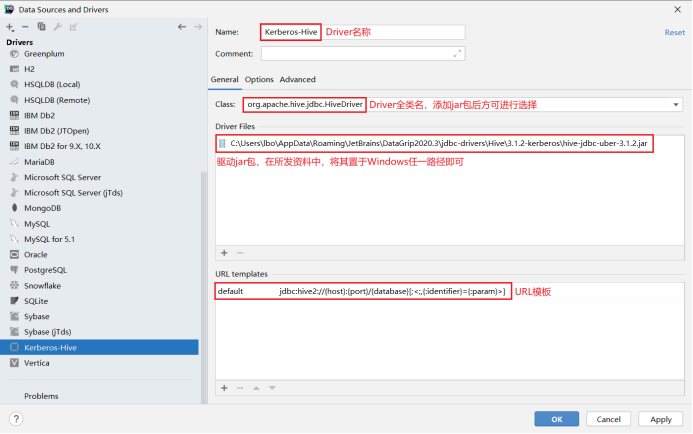 Data Sources and Drivers
Drivers
Greenplum
H2
HSQLDB (Local)
HSQLDB (Remote)
IBM Db2
IBM Db2 (JTOpen)
IBM Db2 for 9.X, 10.X
MariaDB
Microsoft SQL Server
Microsoft SQL Server (jTds)
MongoDB
MySQL
MySQL for 5.1
Oracle
PostgreSQL
Snowflake
SQLite
Sybase
Sybase (jTds)
Kerberos-Hive
Vertica
Problems
Name: Kerberos-Hive Driver名称 Reset
Comment:
General Options Advanced
Class: org.apache.hive.jdbc.HiveDriver Driver全类名，添加jar包后方可进行选择
Driver Files
C:\Users\lbo\AppData\Roaming\JetBrains\DataGrip2020.3\jdbc-drivers\Hive\3.1.2-kerberos\hive-jdbc-uber-3.1.2.jar
驱动jar包，在所发资料中，将其置于Windows任一路径即可
URL templates
default jdbc:hive2://{host}:{port}/{database}[;<;,{:identifier}={:param}>] URL模板
? OK Cancel Apply